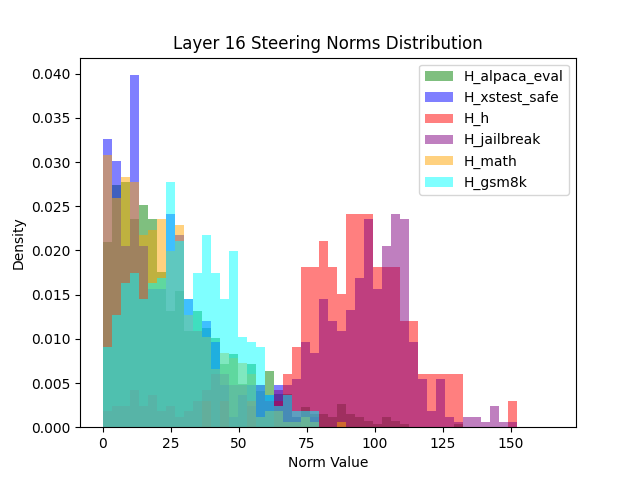 Layer 16 Steering Norms Distribution
0.040
0.035
0.030
0.025
0.020
0.015
0.010
0.005
0.000
Density
H_alpaca_eval
H_xstest_safe
H_h
H_jailbreak
H_math
H_gsm8k
0 25 50 75 100 125 150
Norm Value